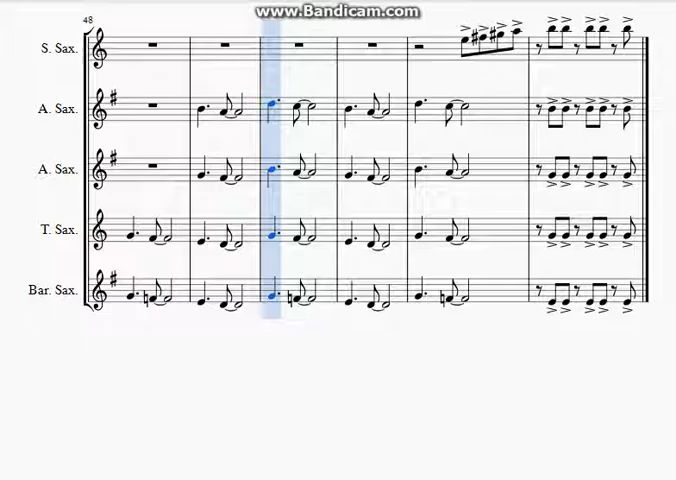 www.Bandicam.com
48
S. Sax.
A. Sax.
A. Sax.
T. Sax.
Bar. Sax.